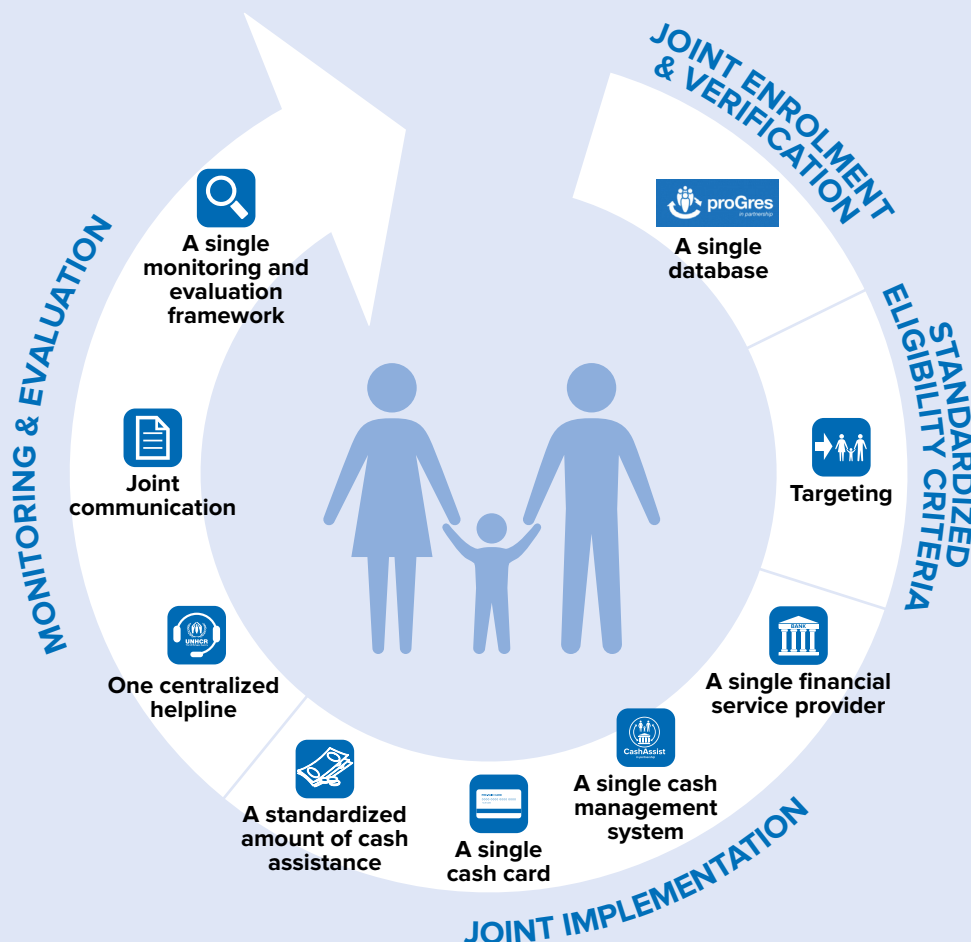 JOINT ENROLMENT
& VERIFICATION
proGres
in partnership
A single
database
STANDARDIZED
ELIGIBILITY CRITERIA
Targeting
BANK
A single financial
service provider
CashAssist
in partnership
A single cash
management
system
A single
cash card
JOINT IMPLEMENTATION
A standardized
amount of cash
assistance
UNHCR
One centralized
helpline
Joint
communication
A single
monitoring and
evaluation
framework
MONITORING & EVALUATION